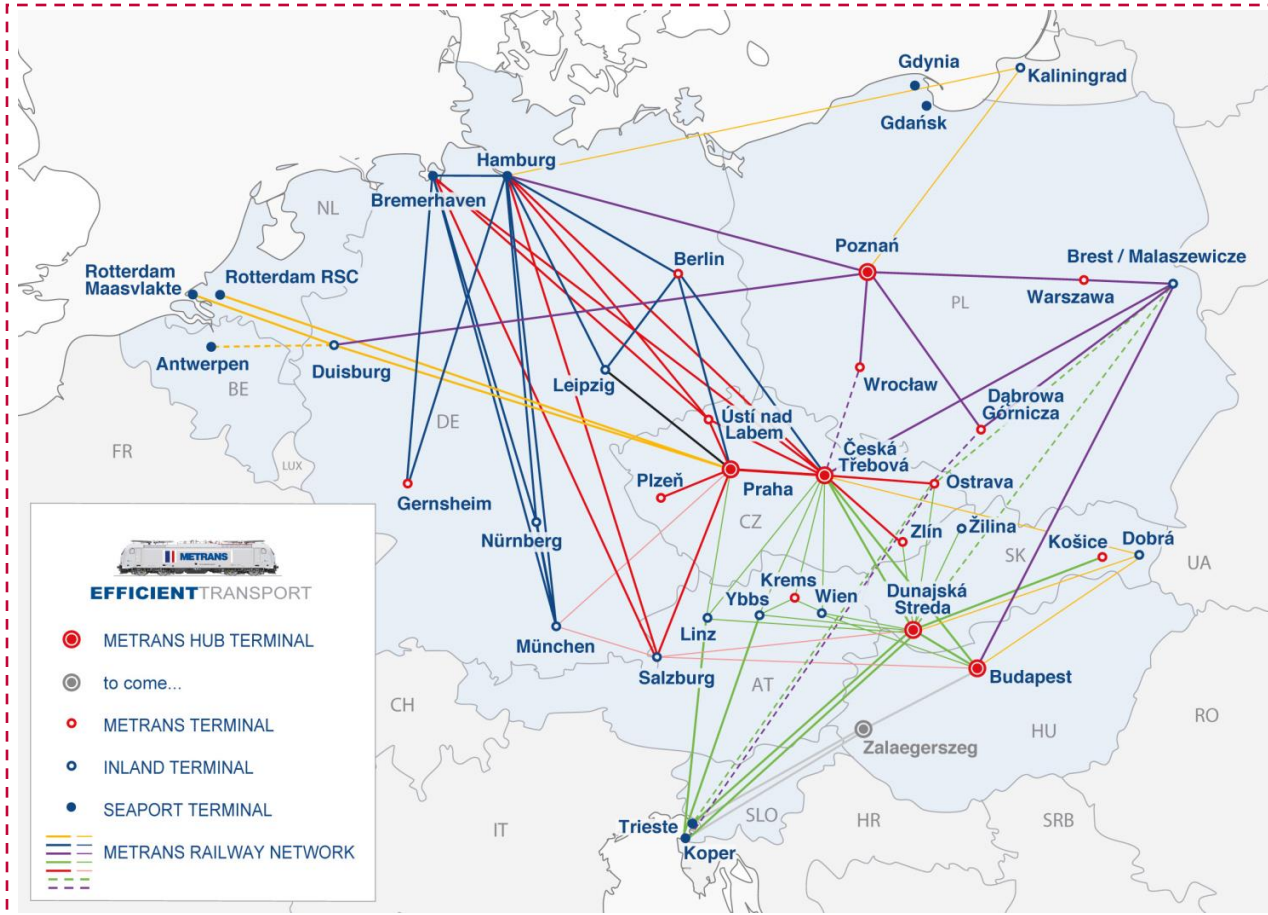 Gdynia
Kaliningrad
Gdańsk
Hamburg
Bremerhaven
NL
Poznań
Brest / Malaszewicze
Berlin
Rotterdam
Maasvlakte
Rotterdam RSC
Warszawa
PL
Antwerpen
Duisburg
BE
Leipzig
Wrocław
Dąbrowa
Górnicza
DE
Ústí nad
Labem
FR
LUX
Česká
Třebová
Plzeň
Praha
Ostrava
Gernsheim
CZ
Nürnberg
Zlín
Žilina
SK
Košice
Dobrá
UA
Krems
Ybbs
Wien
Dunajská
Streda
Linz
München
Salzburg
AT
Budapest
CH
RO
Zalaegerszeg
HU
Trieste
SLO
HR
SRB
IT
Koper
METRANS
EFFICIENTTRANSPORT
METRANS HUB TERMINAL
to come...
METRANS TERMINAL
INLAND TERMINAL
SEAPORT TERMINAL
METRANS RAILWAY NETWORK